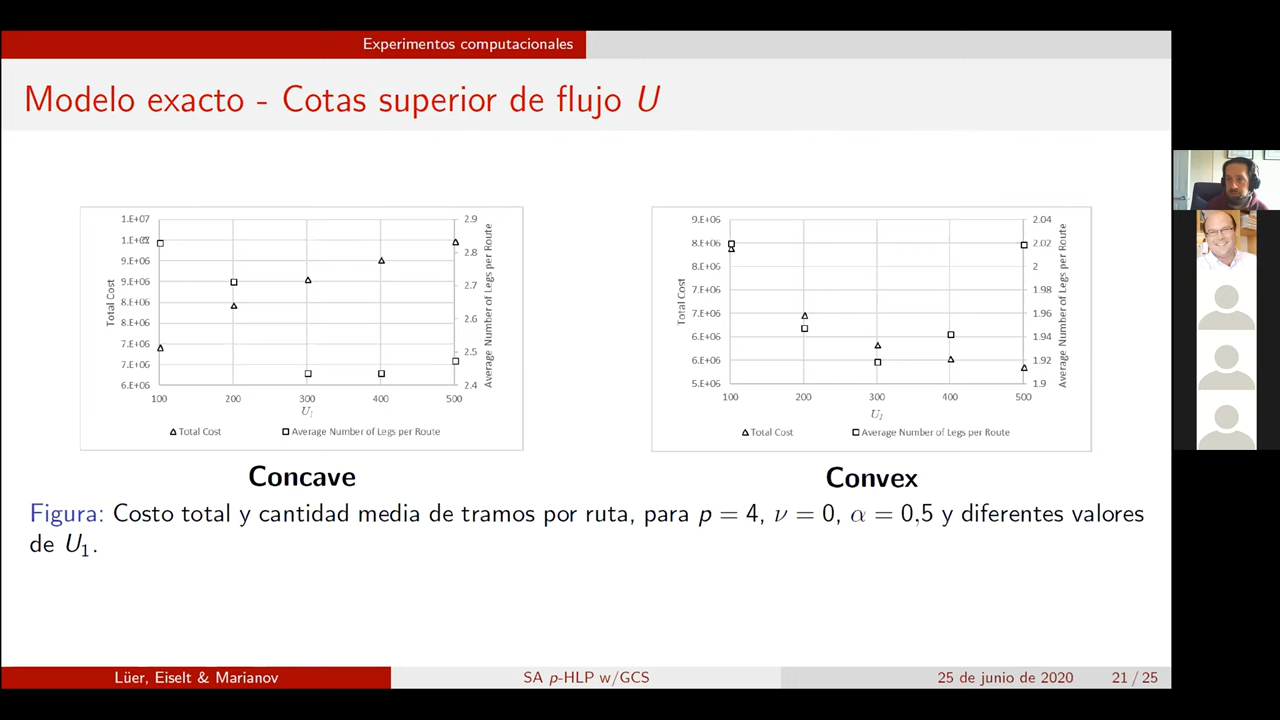 Experimentos computacionales
Modelo exacto - Cotas superior de flujo U
1.E+07
9.E+06
9.E+06
8.E+06
8.E+06
7.E+06
7.E+06
6.E+06
Total Cost
2.9
2.8
2.7
2.6
2.5
2.4
Average Number of Legs per Route
100 200 300 400 500
U₁
Total Cost Average Number of Legs per Route
9.E+06
8.E+06
8.E+06
7.E+06
7.E+06
6.E+06
6.E+06
5.E+06
Total Cost
2.04
2.02
2
1.98
1.96
1.94
1.92
1.9
Average Number of Legs per Route
100 200 300 400 500
U₁
Total Cost Average Number of Legs per Route
Concave Convex
Figura: Costo total y cantidad media de tramos por ruta, para p = 4, ν = 0, α = 0,5 y diferentes valores
de U₁.
Lüer, Eiselt & Marianov SA p-HLP w/GCS 25 de junio de 2020 21 / 25